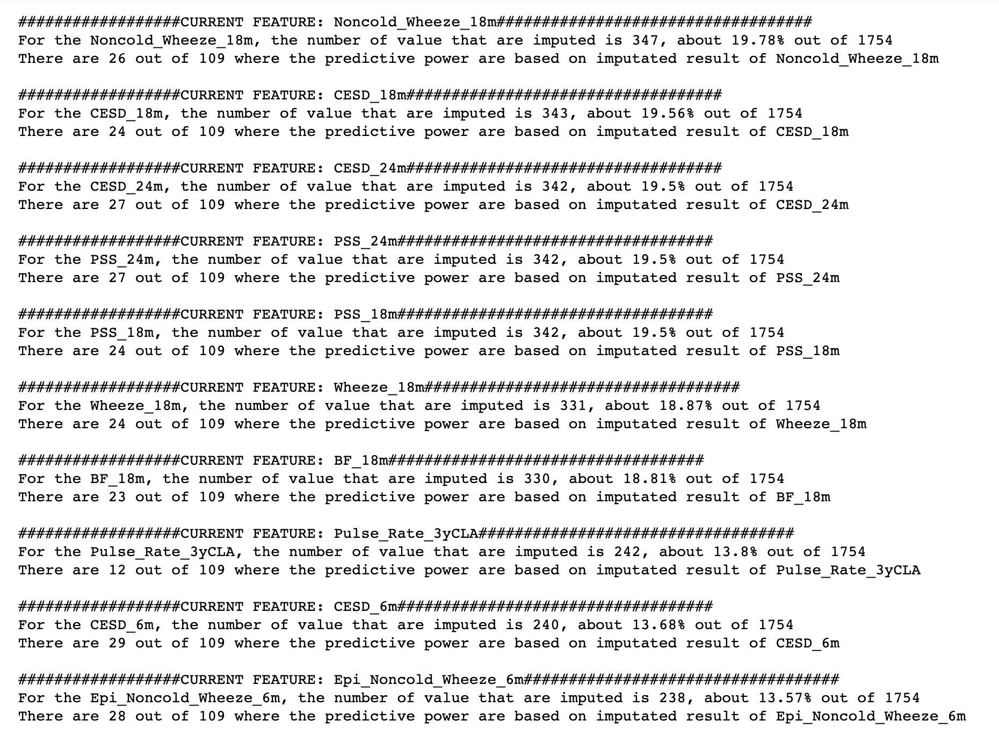 ##################CURRENT FEATURE: Noncold_Wheeze_18m###################################
For the Noncold_Wheeze_18m, the number of value that are imputed is 347, about 19.78% out of 1754
There are 26 out of 109 where the predictive power are based on imputated result of Noncold_Wheeze_18m
##################CURRENT FEATURE: CESD_18m###################################
For the CESD_18m, the number of value that are imputed is 343, about 19.56% out of 1754
There are 24 out of 109 where the predictive power are based on imputated result of CESD_18m
##################CURRENT FEATURE: CESD_24m###################################
For the CESD_24m, the number of value that are imputed is 342, about 19.5% out of 1754
There are 27 out of 109 where the predictive power are based on imputated result of CESD_24m
##################CURRENT FEATURE: PSS_24m###################################
For the PSS_24m, the number of value that are imputed is 342, about 19.5% out of 1754
There are 27 out of 109 where the predictive power are based on imputated result of PSS_24m
##################CURRENT FEATURE: PSS_18m###################################
For the PSS_18m, the number of value that are imputed is 342, about 19.5% out of 1754
There are 24 out of 109 where the predictive power are based on imputated result of PSS_18m
##################CURRENT FEATURE: Wheeze_18m###################################
For the Wheeze_18m, the number of value that are imputed is 331, about 18.87% out of 1754
There are 24 out of 109 where the predictive power are based on imputated result of Wheeze_18m
##################CURRENT FEATURE: BF_18m###################################
For the BF_18m, the number of value that are imputed is 330, about 18.81% out of 1754
There are 23 out of 109 where the predictive power are based on imputated result of BF_18m
##################CURRENT FEATURE: Pulse_Rate_3yCLA###################################
For the Pulse_Rate_3yCLA, the number of value that are imputed is 242, about 13.8% out of 1754
There are 12 out of 109 where the predictive power are based on imputated result of Pulse_Rate_3yCLA
##################CURRENT FEATURE: CESD_6m###################################
For the CESD_6m, the number of value that are imputed is 240, about 13.68% out of 1754
There are 29 out of 109 where the predictive power are based on imputated result of CESD_6m
##################CURRENT FEATURE: Epi_Noncold_Wheeze_6m###################################
For the Epi_Noncold_Wheeze_6m, the number of value that are imputed is 238, about 13.57% out of 1754
There are 28 out of 109 where the predictive power are based on imputated result of Epi_Noncold_Wheeze_6m